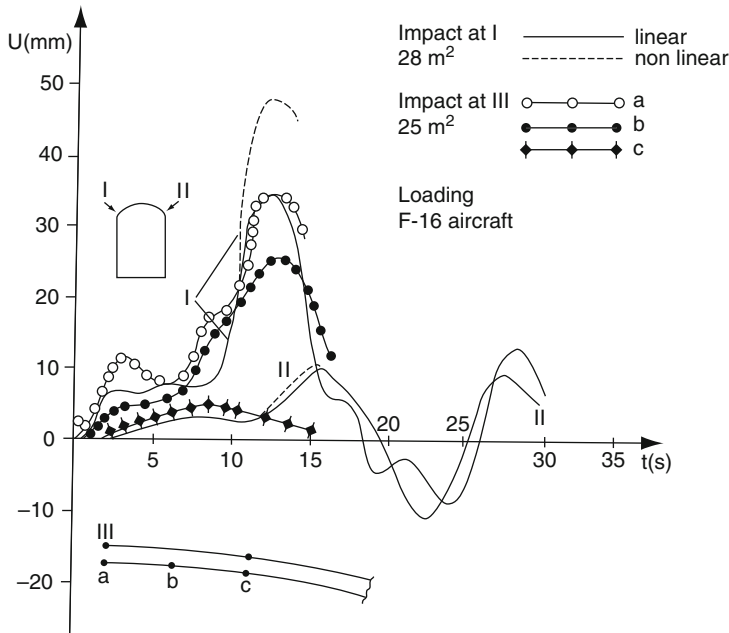 U(mm)
50
40
30
20
10
0
−10
−20
5
10
15
20
25
30
35
t(s)
Impact at I
28 m²
linear
non linear
Impact at III
25 m²
a
b
c
Loading
F-16 aircraft
I
II
I
II
II
III
a
b
c